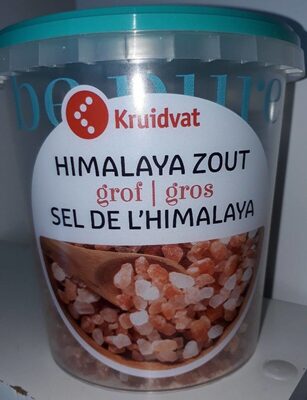 be pure
Kruidvat
HIMALAYA ZOUT
grof | gros
SEL DE L'HIMALAYA